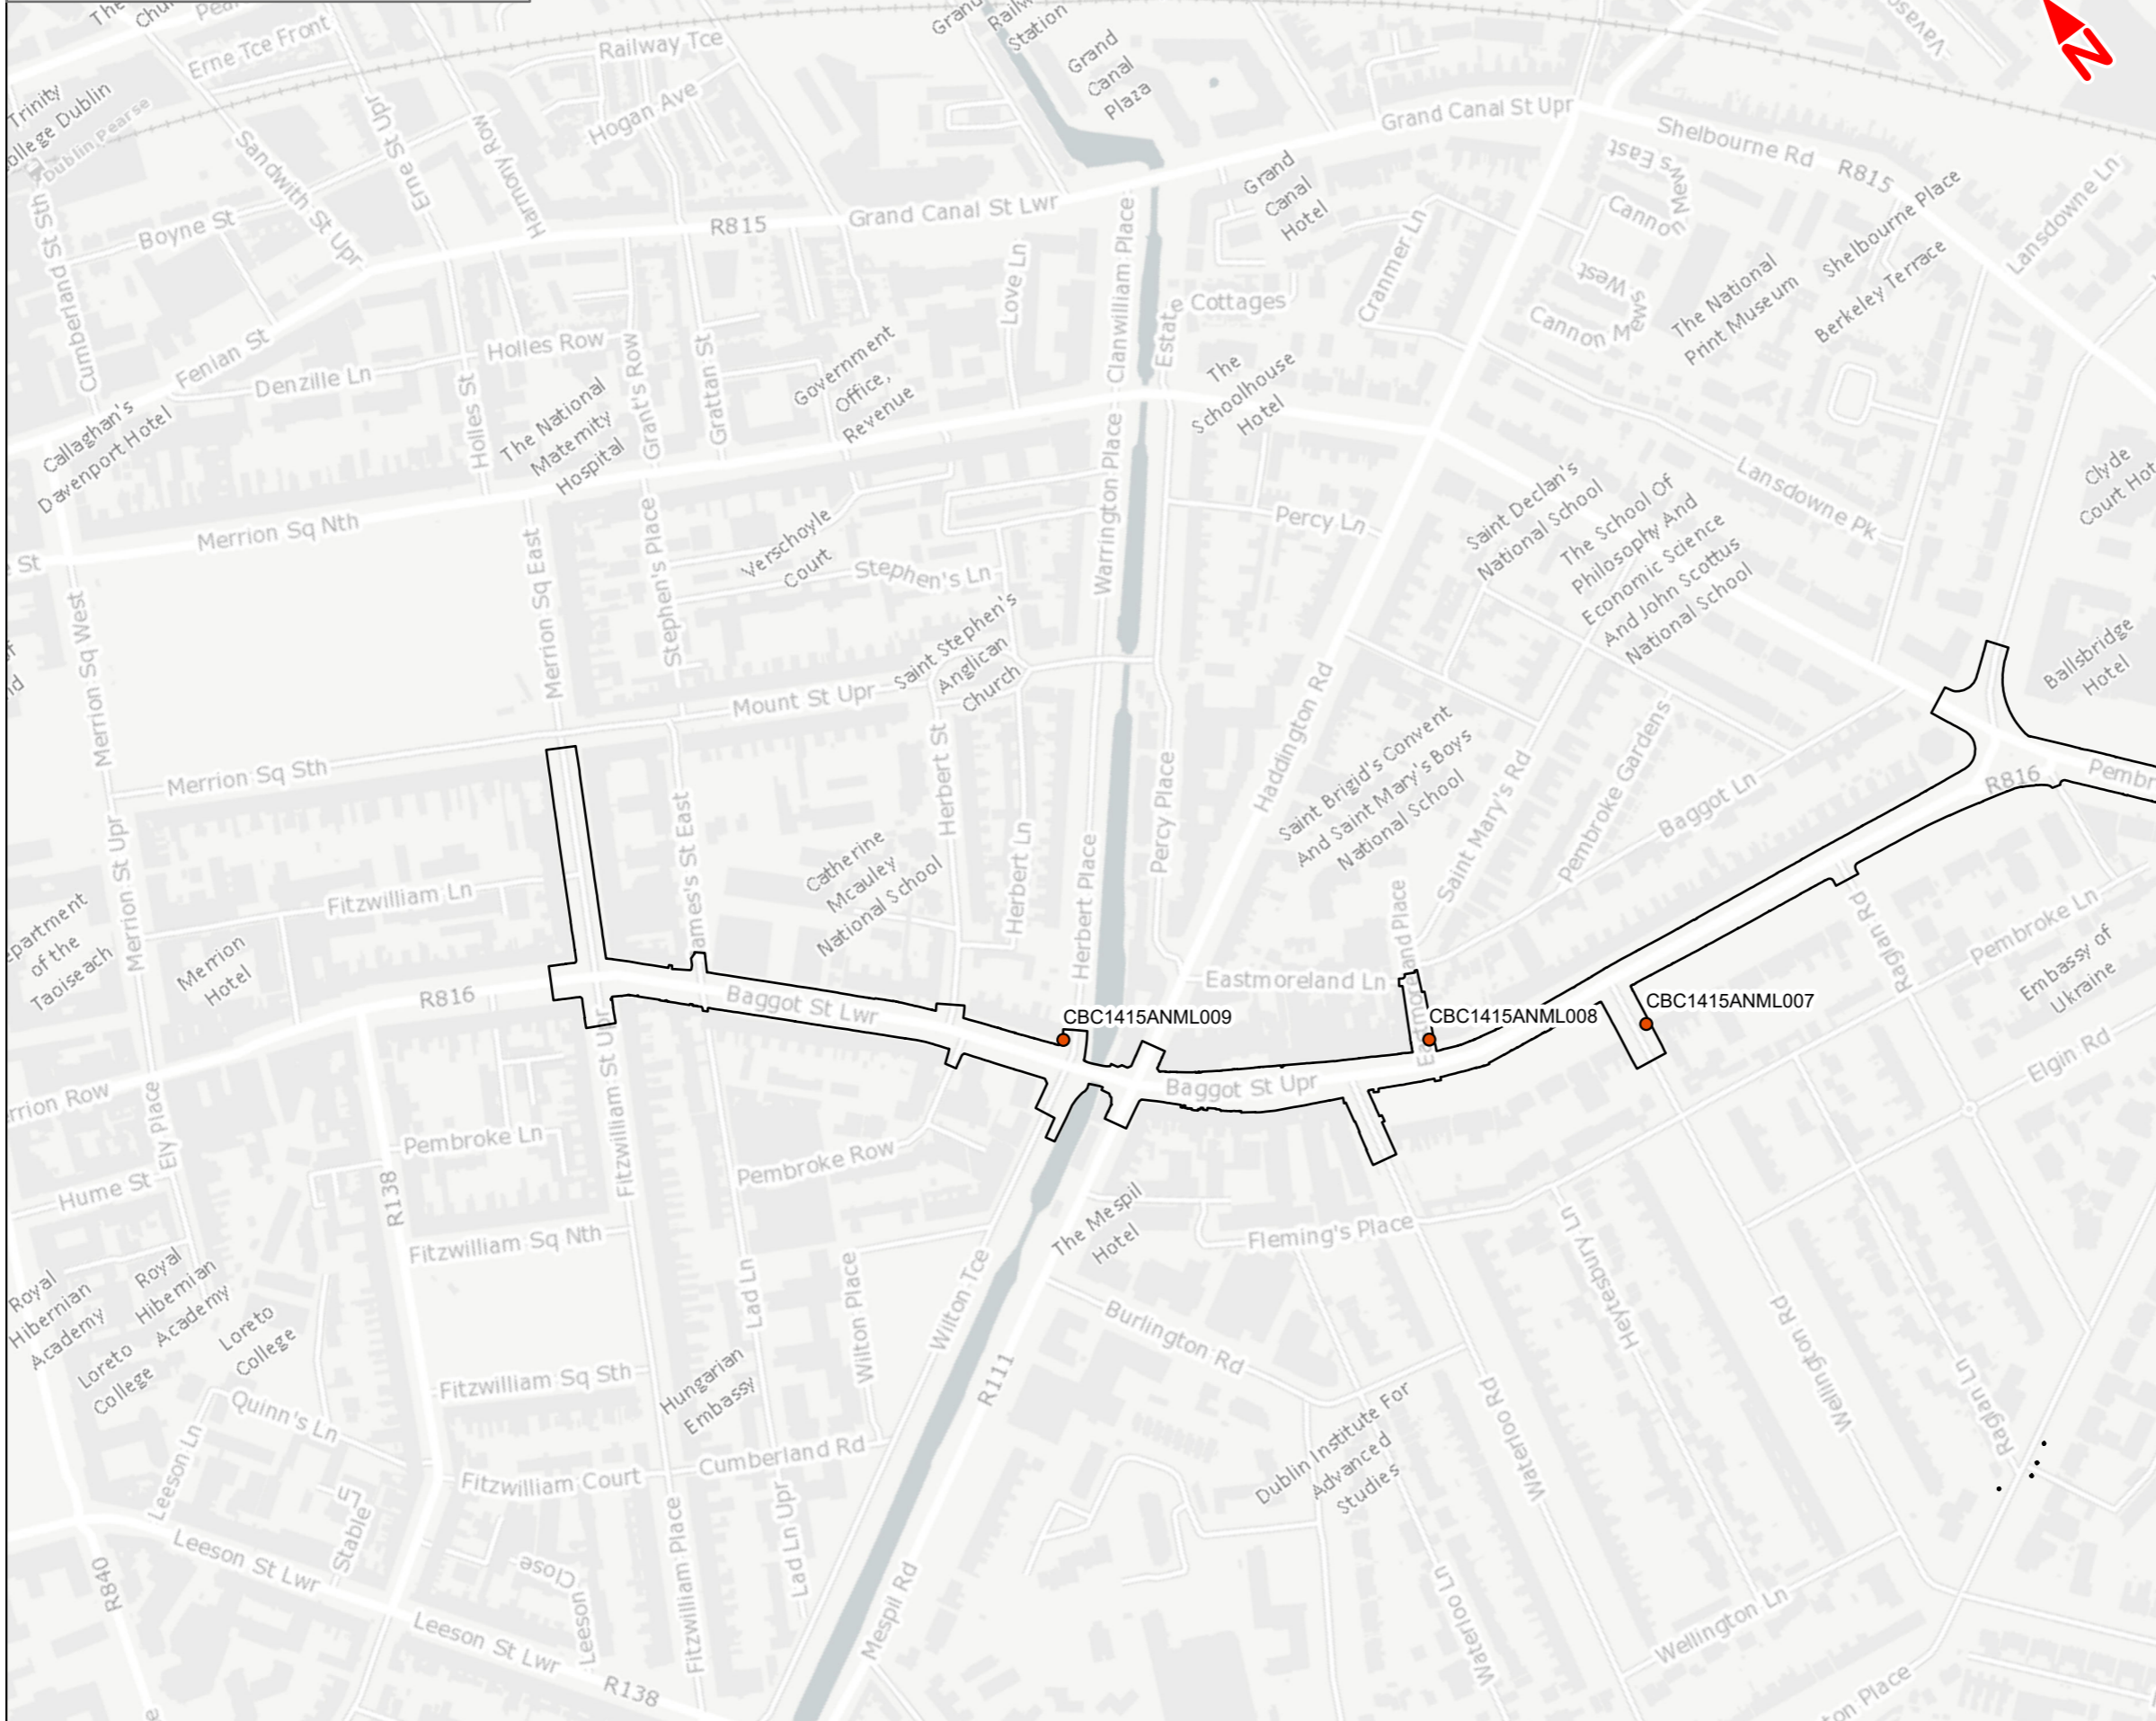 Erne Tce Front
Railway Tce
Station
Grand
Canal
Plaza
Trinity
Dublin Pearse
Sandwith St Upr
Erne St Upr
Harmony Row
Hogan Ave
Grand Canal St Upr
Shelbourne Rd
R815
Lansdowne Ln
Cumberland St Sth
Boyne St
R815
Grand Canal St Lwr
Grand
Canal
Hotel
Cranmer Ln
Cannon
Mews East
Cannon Mews
West
The National
Print Museum
Shelbourne Place
Berkeley Terrace
Love Ln
Clanwilliam Place
Estate Cottages
Fenian St
Denzille Ln
Holles Row
Holles St
Grant's Row
Grattan St
Government
Office,
Revenue
The
Schoolhouse
Hotel
Callaghan's
Davenport Hotel
The National
Maternity
Hospital
Merrion Sq Nth
Merrion Sq East
Merrion Sq West
Stephen's Place
Verschoyle
Court
Stephen's Ln
Warrington Place
Percy Ln
Saint Declan's
National School
The School Of
Philosophy And
Economic Science
And John Scottus
National School
Lansdowne Pk
Clyde
Ballsbridge
Hotel
Saint Stephen's
Anglican
Church
Mount St Upr
Merrion Sq Sth
Merrion St Upr
Herbert St
Herbert Ln
Herbert Place
Percy Place
Haddington Rd
Saint Brigid's Convent
And Saint Mary's Boys
National School
Saint Mary's Rd
Pembroke Gardens
Baggot Ln
R816
Catherine
Mcauley
National School
Fitzwilliam Ln
Merrion
Hotel
of the
Taoiseach
R816
Baggot St Lwr
Eastmoreland Ln
CBC1415ANML009
CBC1415ANML008
CBC1415ANML007
Baggot St Upr
Raglan Rd
Pembroke Ln
Embassy of
Ukraine
Elgin Rd
Ely Place
Hume St
R138
Pembroke Ln
Fitzwilliam St Upr
Pembroke Row
Fitzwilliam Sq Nth
The Mespil
Hotel
Fleming's Place
Heytesbury Ln
Wellington Rd
Raglan Ln
Royal
Hibernian
Academy
Royal
Hibernian
Academy
Loreto
College
Loreto
College
Lad Ln
Wilton Place
Wilton Tce
R111
Burlington Rd
Waterloo Rd
Fitzwilliam Sq Sth
Hungarian
Embassy
Quinn's Ln
Leeson Ln
Stable Ln
Fitzwilliam Court
Cumberland Rd
Lad Ln Upr
Dublin Institute For
Advanced
Studies
R840
Leeson St Lwr
Leeson Close
Fitzwilliam Place
Leeson St Lwr
R138
Mespil Rd
Waterloo Ln
Wellington Ln
N